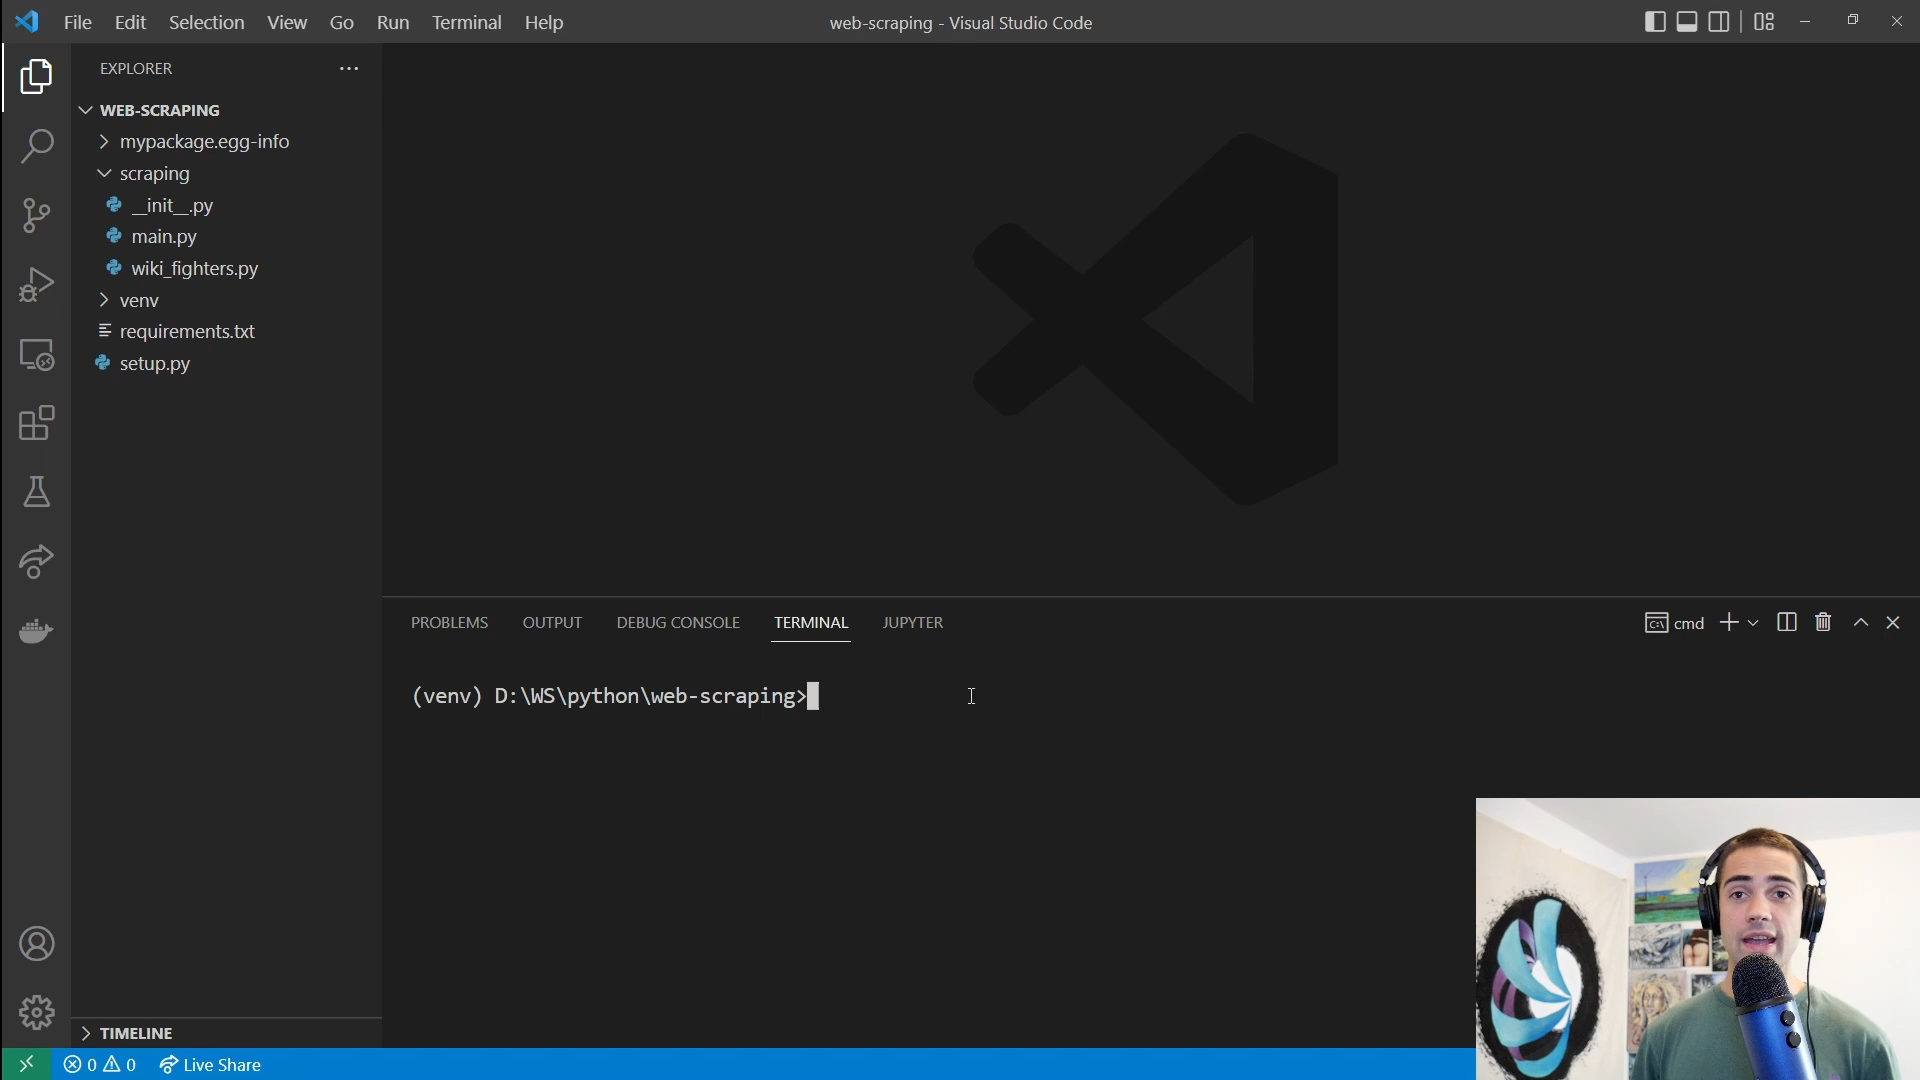 File Edit Selection View Go Run Terminal Help
web-scraping - Visual Studio Code
EXPLORER
WEB-SCRAPING
mypackage.egg-info
scraping
__init__.py
main.py
wiki_fighters.py
venv
requirements.txt
setup.py
PROBLEMS OUTPUT DEBUG CONSOLE TERMINAL JUPYTER
cmd
(venv) D:\WS\python\web-scraping>
TIMELINE
0 0 Live Share